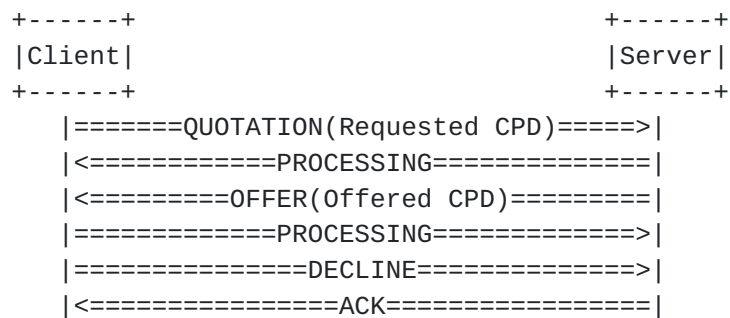 +------+                           +------+
|Client|                           |Server|
+------+                           +------+
   |=======QUOTATION(Requested CPD)=====>|
   |<============PROCESSING==============|
   |<=========OFFER(Offered CPD)=========|
   |=============PROCESSING=============>|
   |===============DECLINE==============>|
   |<================ACK=================|